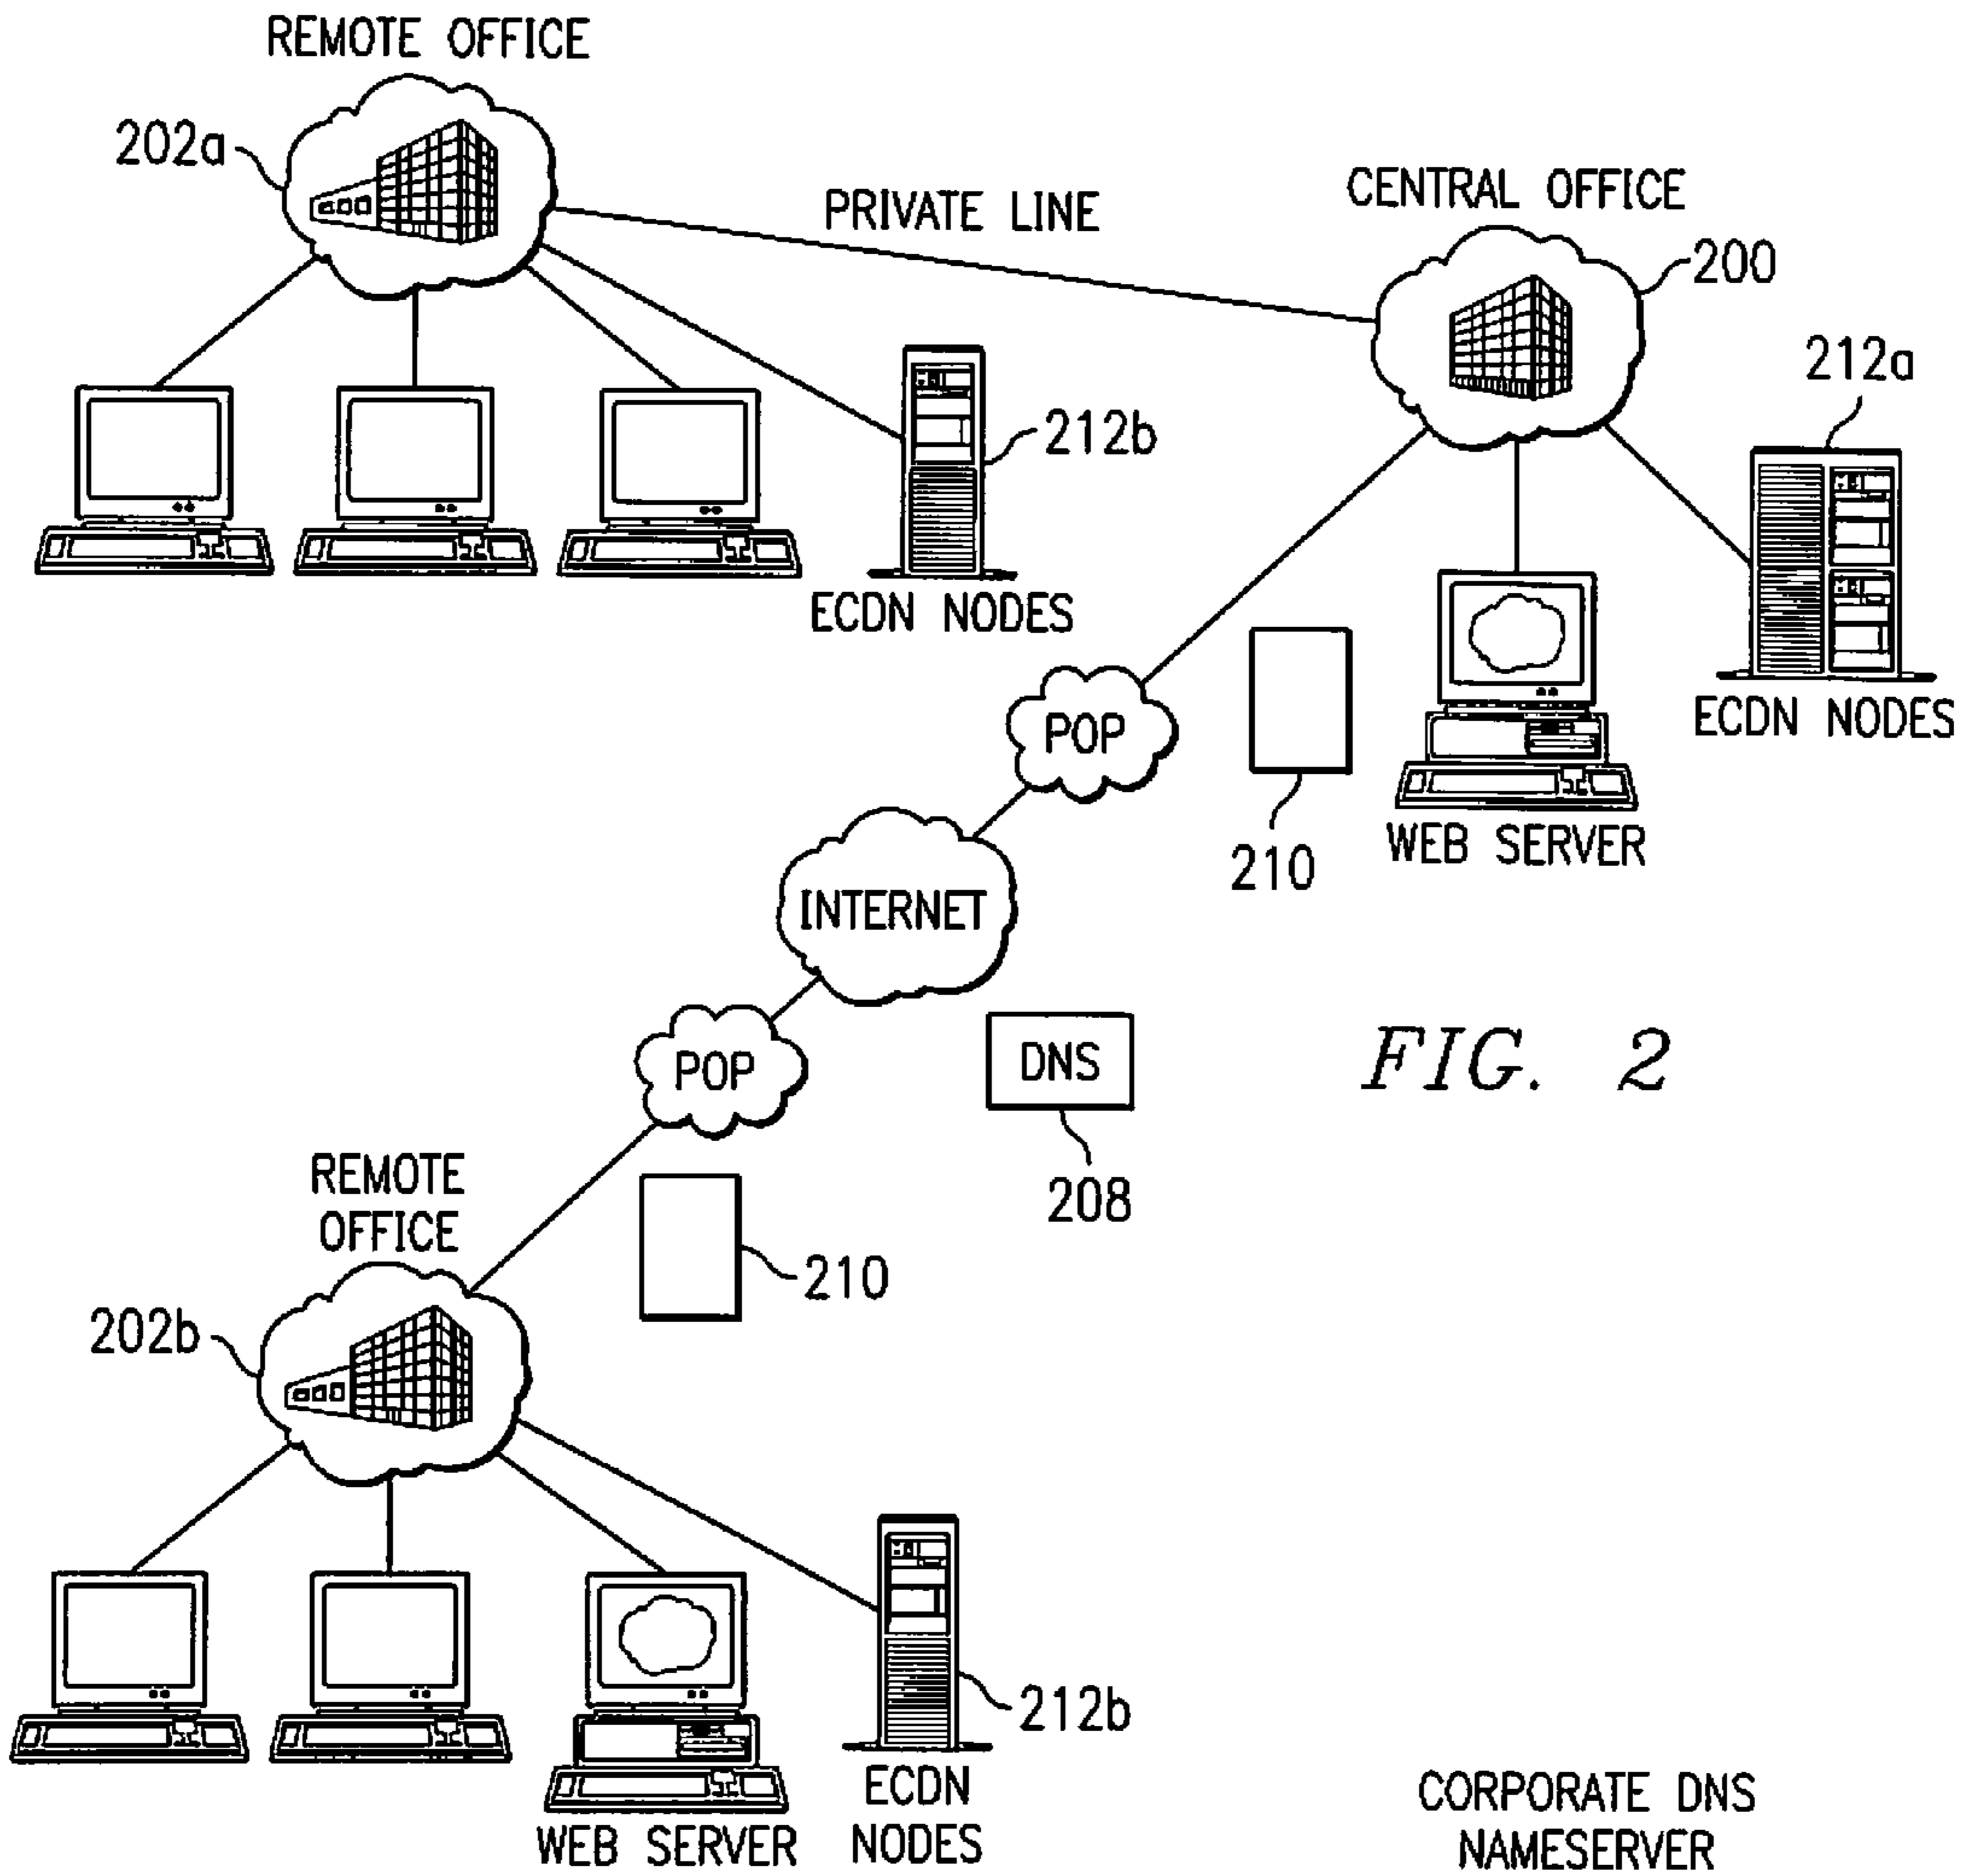 REMOTE OFFICE
202a
PRIVATE LINE
CENTRAL OFFICE
200
212a
212b
ECDN NODES
ECDN NODES
POP
WEB SERVER
210
INTERNET
DNS
FIG. 2
POP
208
REMOTE
OFFICE
210
202b
212b
ECDN
NODES
WEB SERVER
CORPORATE DNS
NAMESERVER